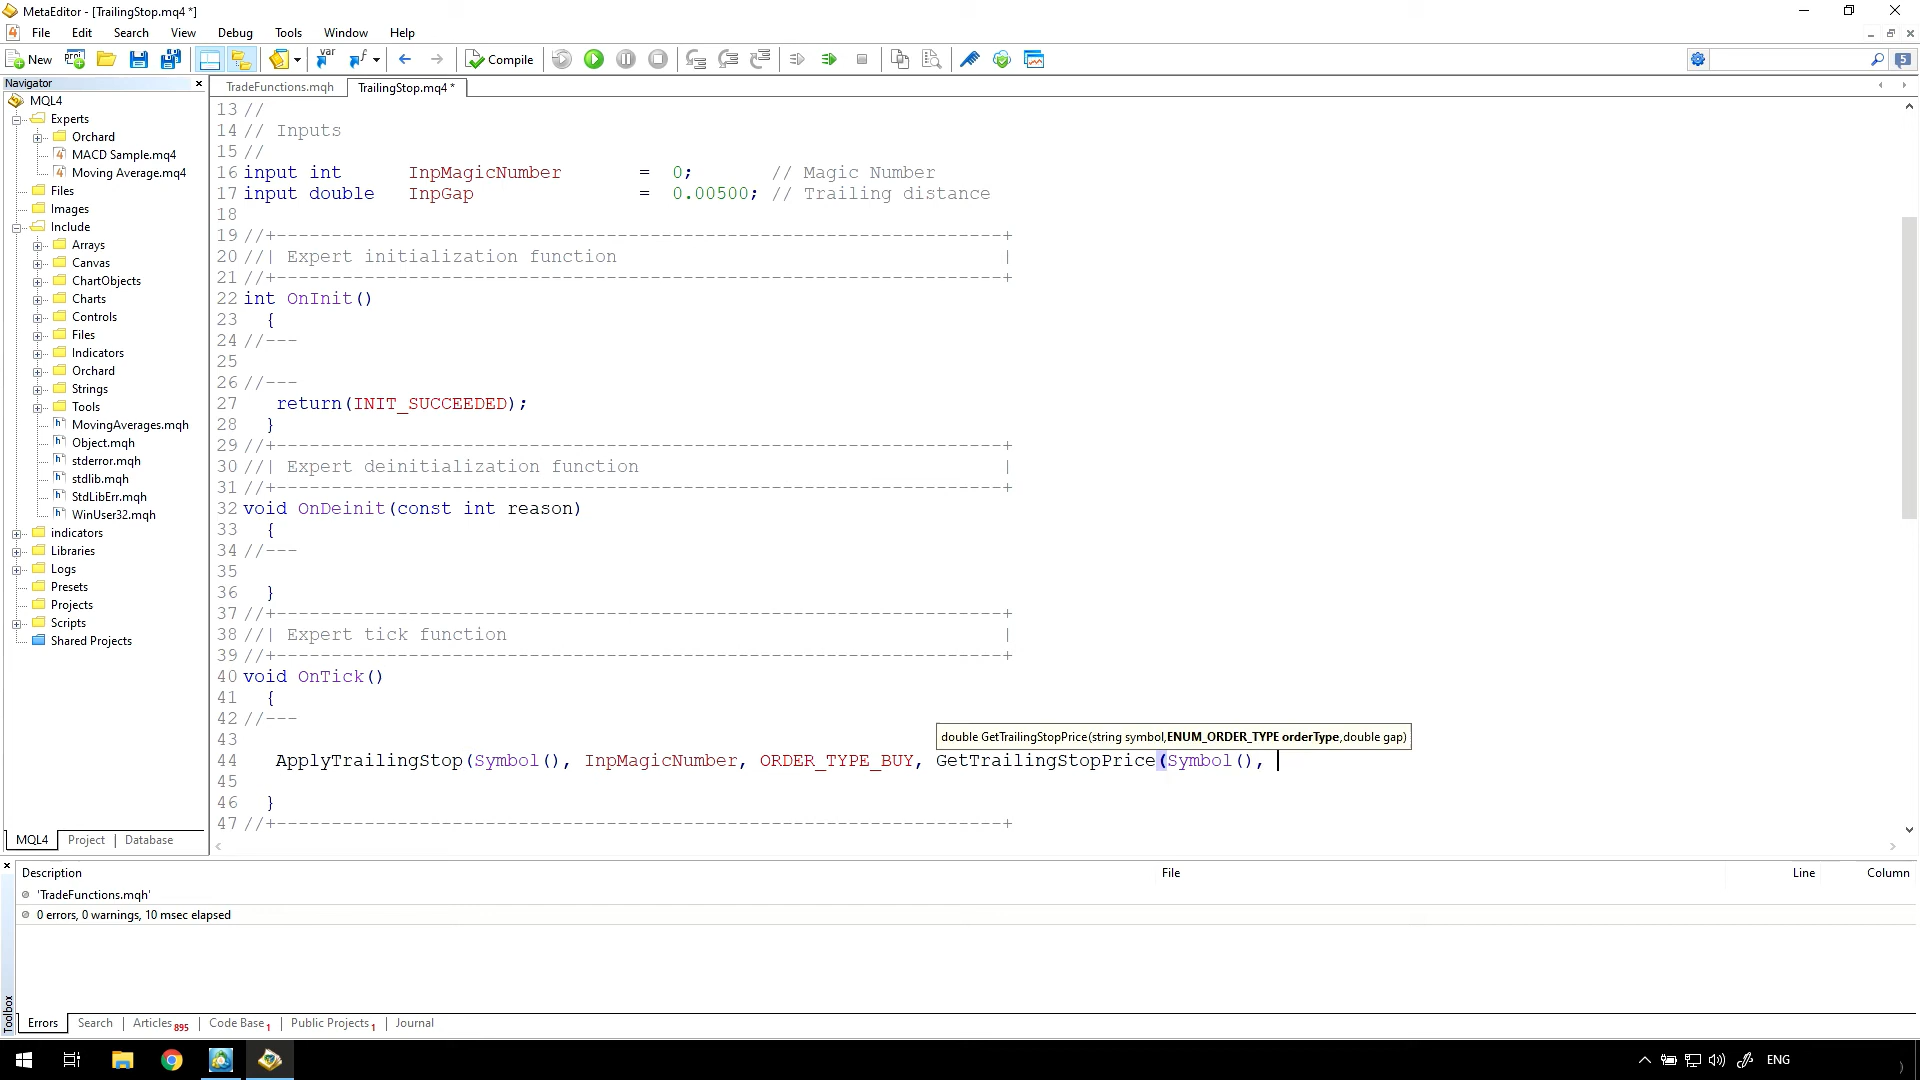 MetaEditor - [TrailingStop.mq4 *]
File Edit Search View Debug Tools Window Help
New Compile 5
Navigator
MQL4
Experts
Orchard
MACD Sample.mq4
Moving Average.mq4
Files
Images
Include
Arrays
Canvas
ChartObjects
Charts
Controls
Files
Indicators
Orchard
Strings
Tools
MovingAverages.mqh
Object.mqh
stderror.mqh
stdlib.mqh
StdLibErr.mqh
WinUser32.mqh
indicators
Libraries
Logs
Presets
Projects
Scripts
Shared Projects
MQL4 Project Database
TradeFunctions.mqh TrailingStop.mq4 *
13 //
14 // Inputs
15 //
16 input int InpMagicNumber = 0; // Magic Number
17 input double InpGap = 0.00500; // Trailing distance
18
19 //+------------------------------------------------------------------+
20 //| Expert initialization function |
21 //+------------------------------------------------------------------+
22 int OnInit()
23 {
24 //---
25
26 //---
27 return(INIT_SUCCEEDED);
28 }
29 //+------------------------------------------------------------------+
30 //| Expert deinitialization function |
31 //+------------------------------------------------------------------+
32 void OnDeinit(const int reason)
33 {
34 //---
35
36 }
37 //+------------------------------------------------------------------+
38 //| Expert tick function |
39 //+------------------------------------------------------------------+
40 void OnTick()
41 {
42 //---
43
double GetTrailingStopPrice(string symbol,ENUM_ORDER_TYPE orderType,double gap)
44 ApplyTrailingStop(Symbol(), InpMagicNumber, ORDER_TYPE_BUY, GetTrailingStopPrice(Symbol(),
45
46 }
47 //+------------------------------------------------------------------+
Description File Line Column
'TradeFunctions.mqh'
0 errors, 0 warnings, 10 msec elapsed
Toolbox
Errors Search Articles 895 Code Base 1 Public Projects 1 Journal
ENG